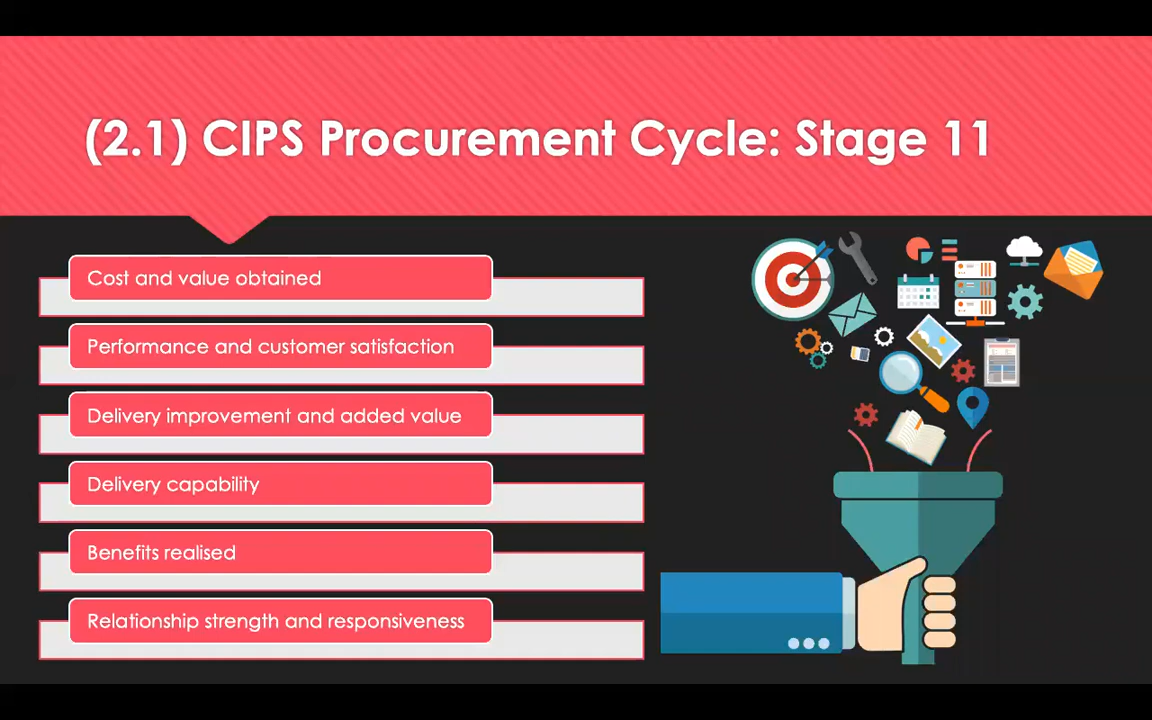 (2.1) CIPS Procurement Cycle: Stage 11
Cost and value obtained
Performance and customer satisfaction
Delivery improvement and added value
Delivery capability
Benefits realised
Relationship strength and responsiveness